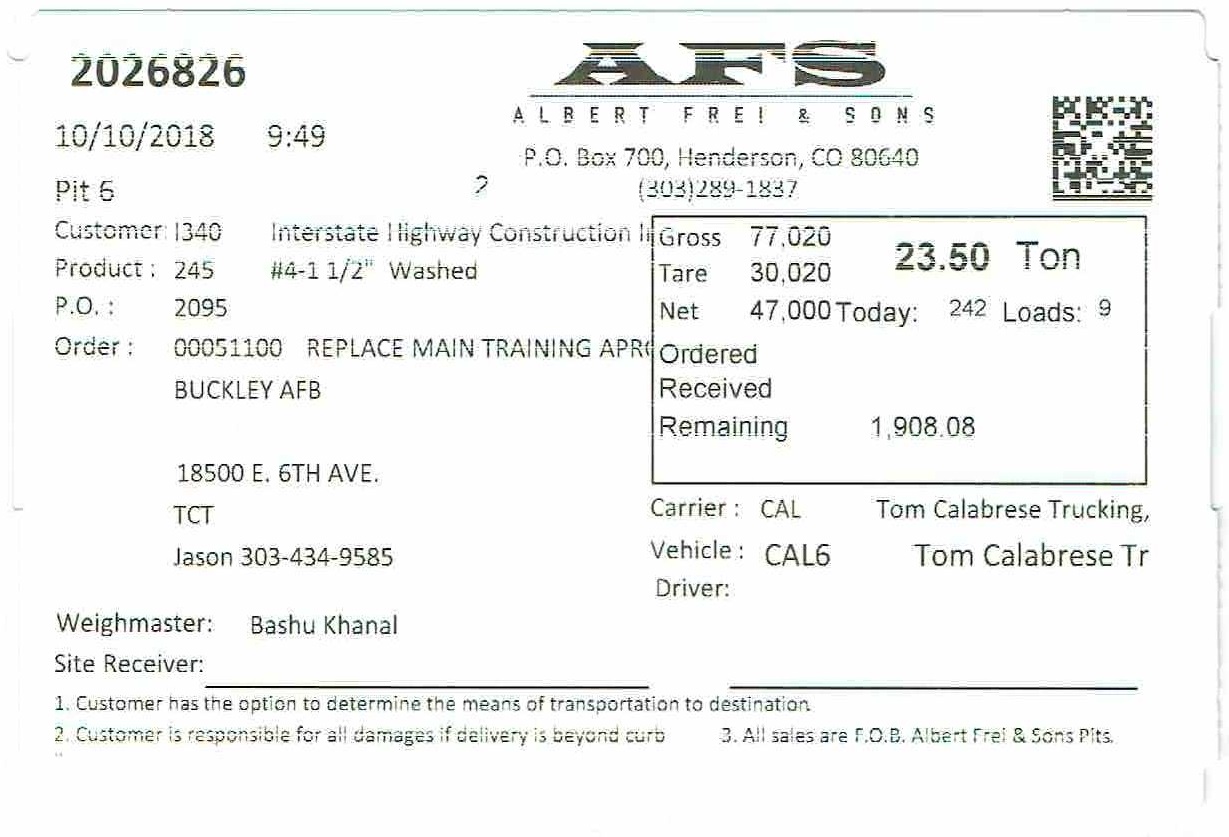 2026826
AFS
ALBERT FREI & SONS
10/10/2018 9:49
P.O. Box 700, Henderson, CO 80640
Pit 6 2 (303)289-1837
Customer: I340 Interstate Highway Construction I
Gross 77,020 23.50 Ton
Product : 245 #4-1 1/2" Washed
Tare 30,020
P.O. : 2095
Net 47,000 Today: 242 Loads: 9
Order : 00051100 REPLACE MAIN TRAINING APR
Ordered
BUCKLEY AFB
Received
Remaining 1,908.08
18500 E. 6TH AVE.
TCT
Carrier : CAL Tom Calabrese Trucking,
Jason 303-434-9585
Vehicle : CAL6 Tom Calabrese Tr
Driver:
Weighmaster: Bashu Khanal
Site Receiver:
1. Customer has the option to determine the means of transportation to destination.
2. Customer is responsible for all damages if delivery is beyond curb 3. All sales are F.O.B. Albert Frei & Sons Pits.